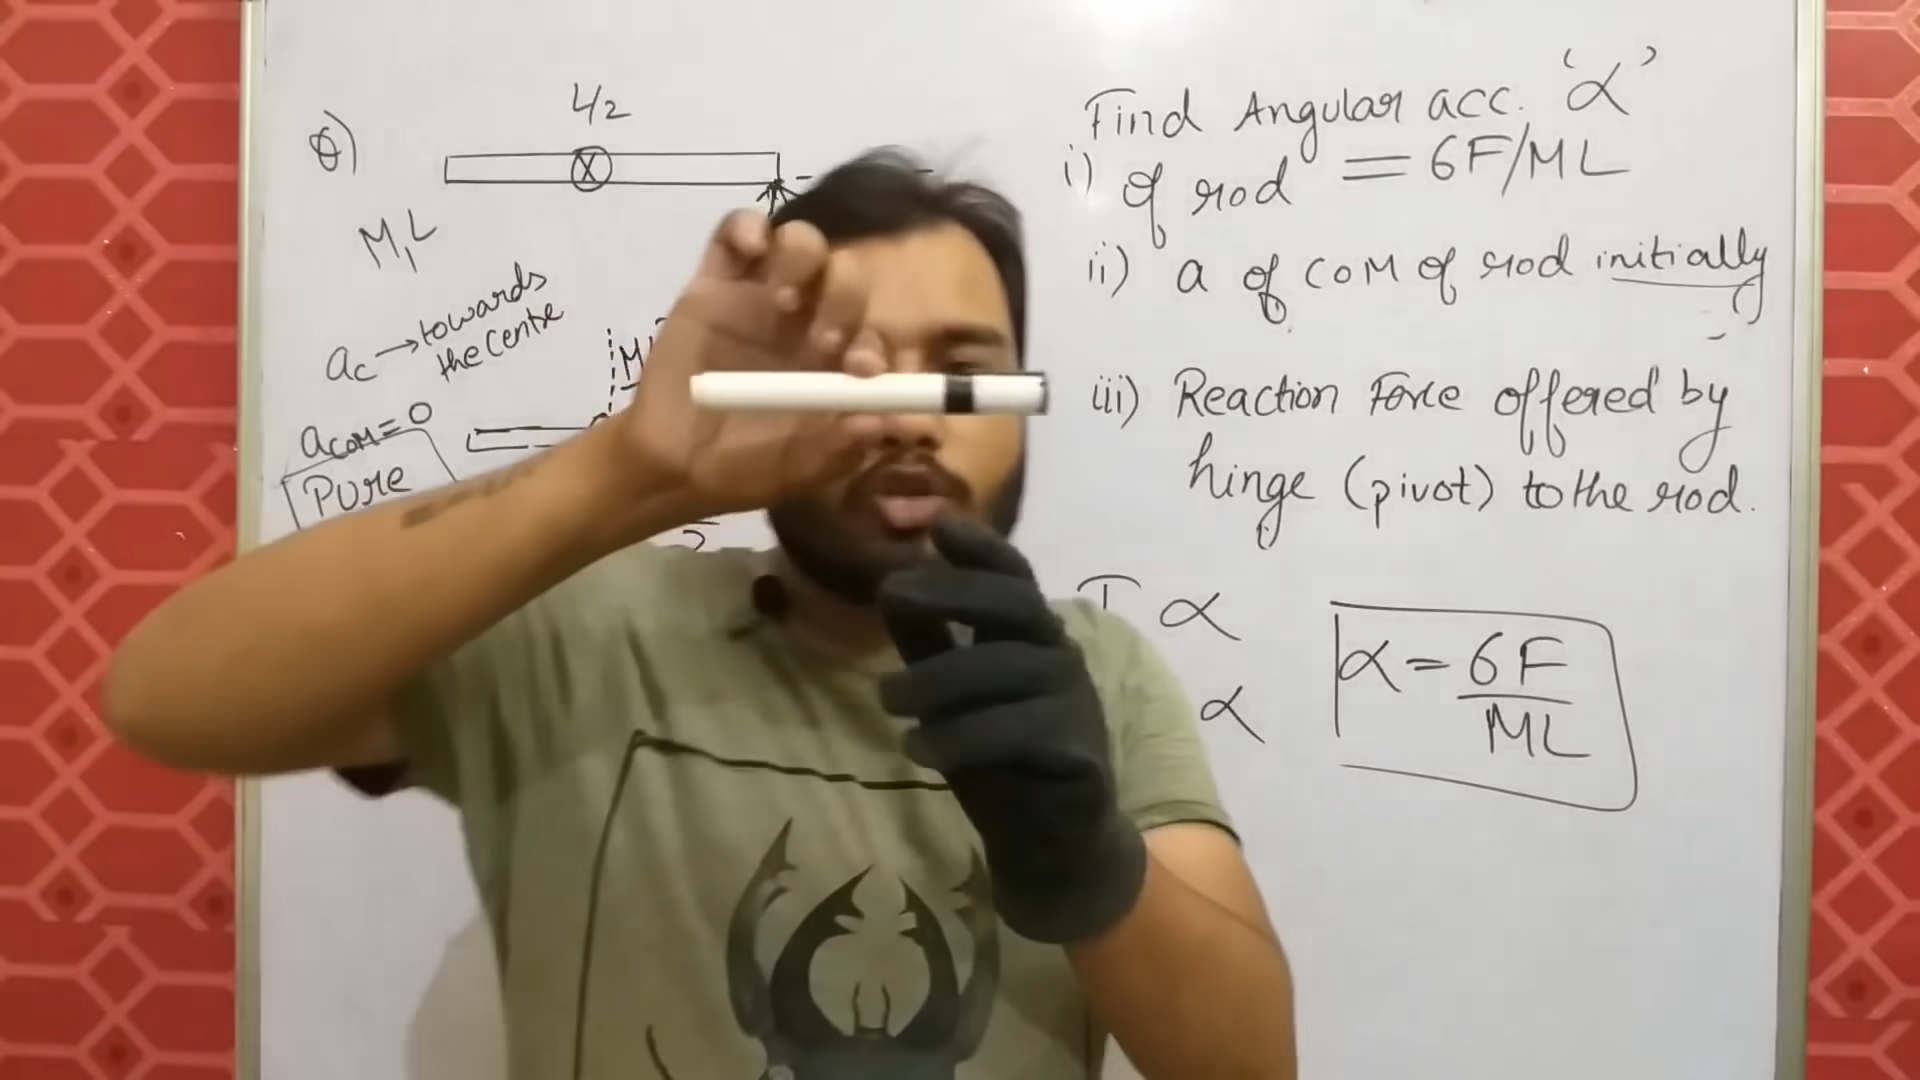 Q)
L/2
M, L
ac → towards
the centre
aCOM = 0
Pure
Find Angular acc. 'α'
i) of rod = 6F/ML
ii) a of COM of rod initially
iii) Reaction Force offered by
hinge (pivot) to the rod.
α
α
α = 6F
ML